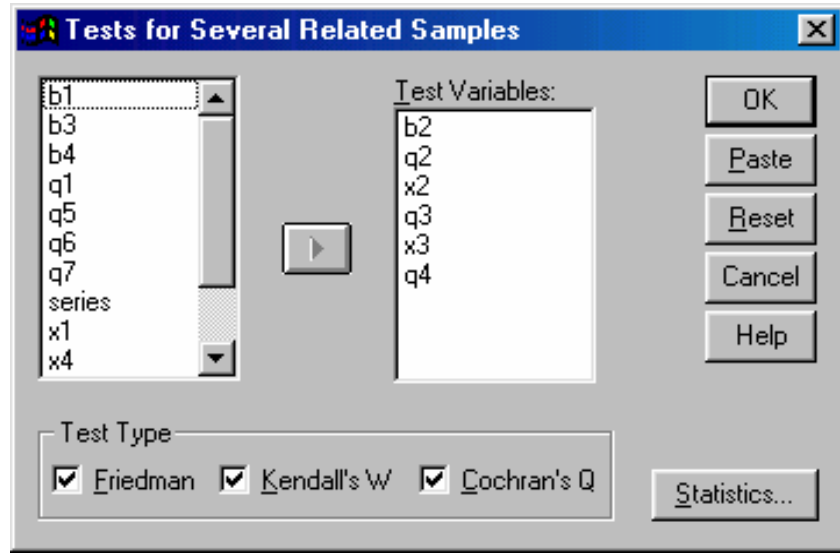 Tests for Several Related Samples
b1
b3
b4
q1
q5
q6
q7
series
x1
x4
Test Variables:
b2
q2
x2
q3
x3
q4
OK
Paste
Reset
Cancel
Help
Test Type
Friedman
Kendall's W
Cochran's Q
Statistics...